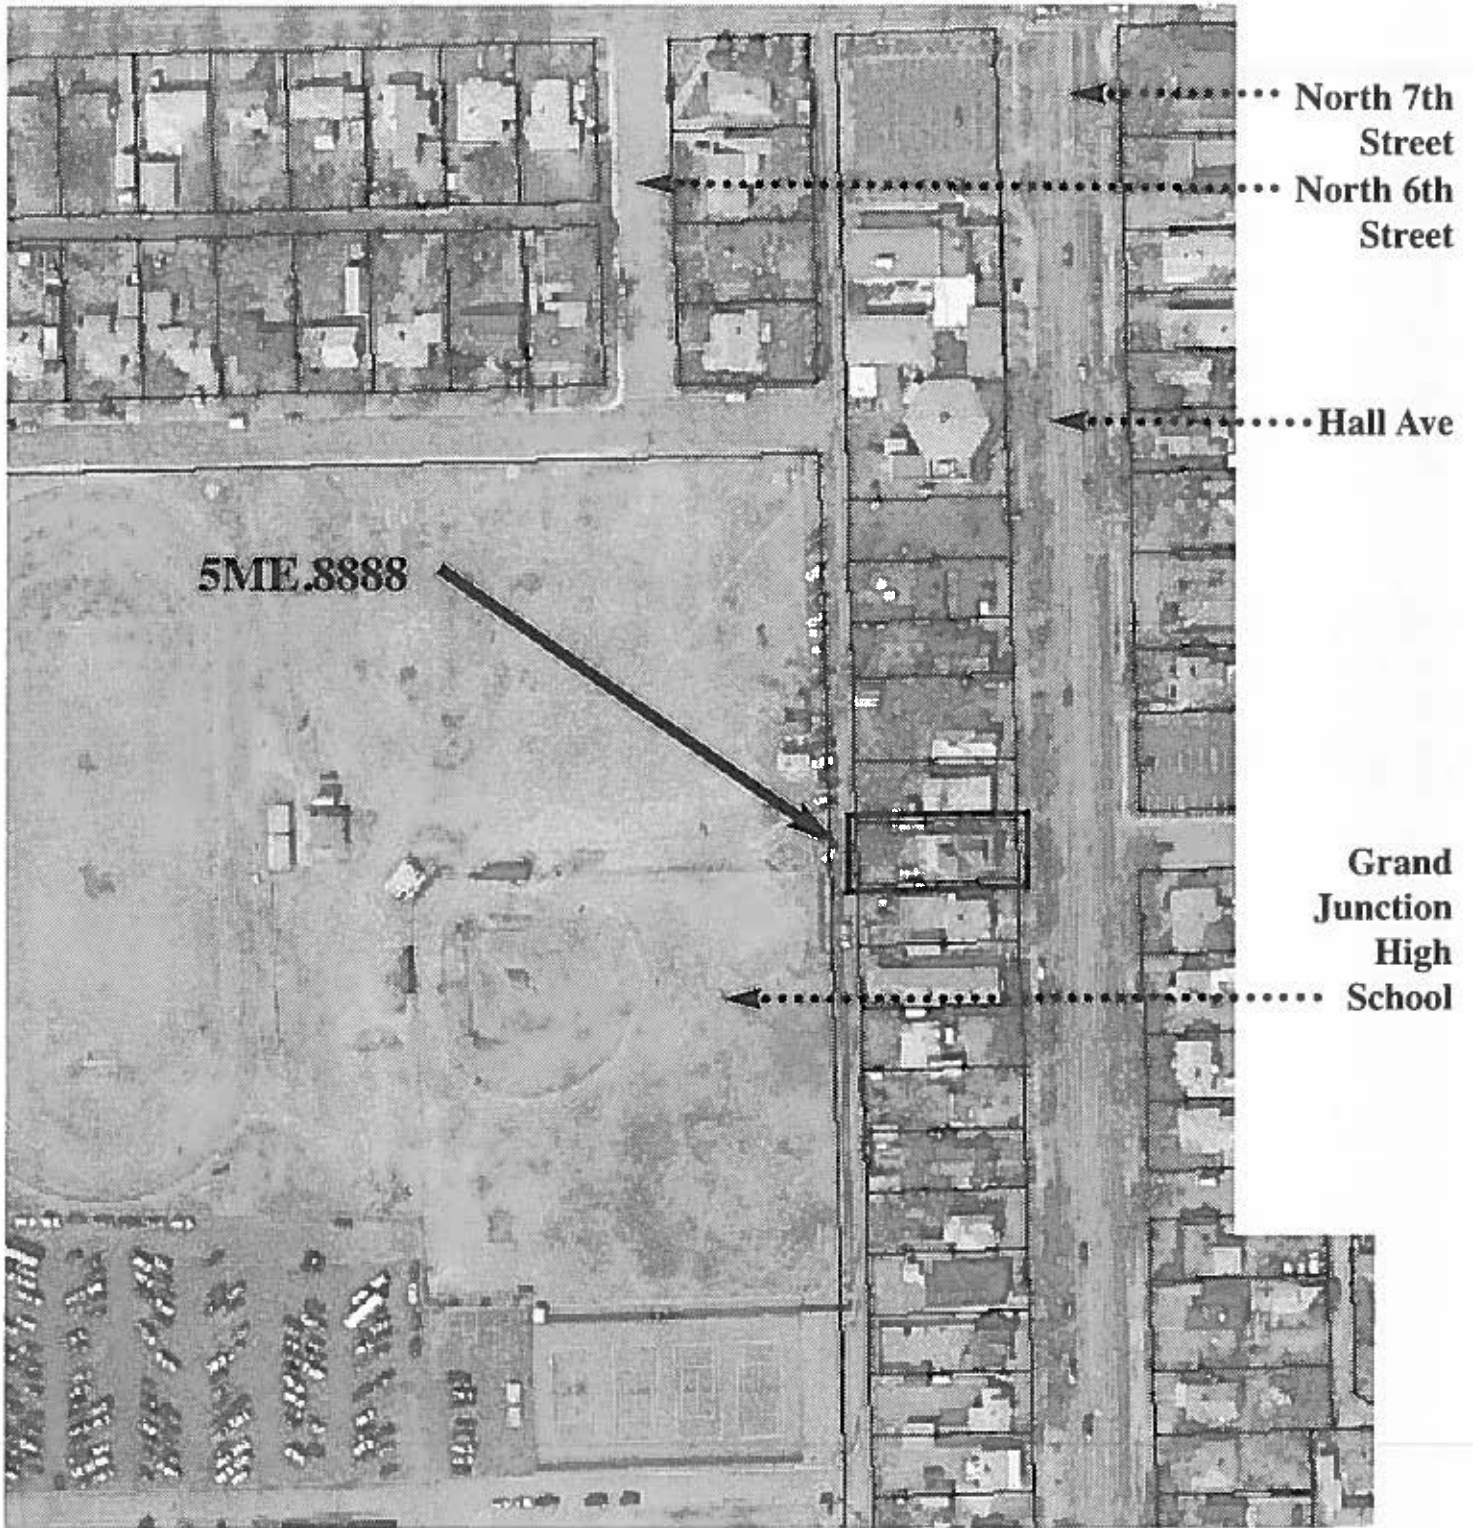 North 7th
Street
North 6th
Street
Hall Ave
5ME.8888
Grand
Junction
High
School